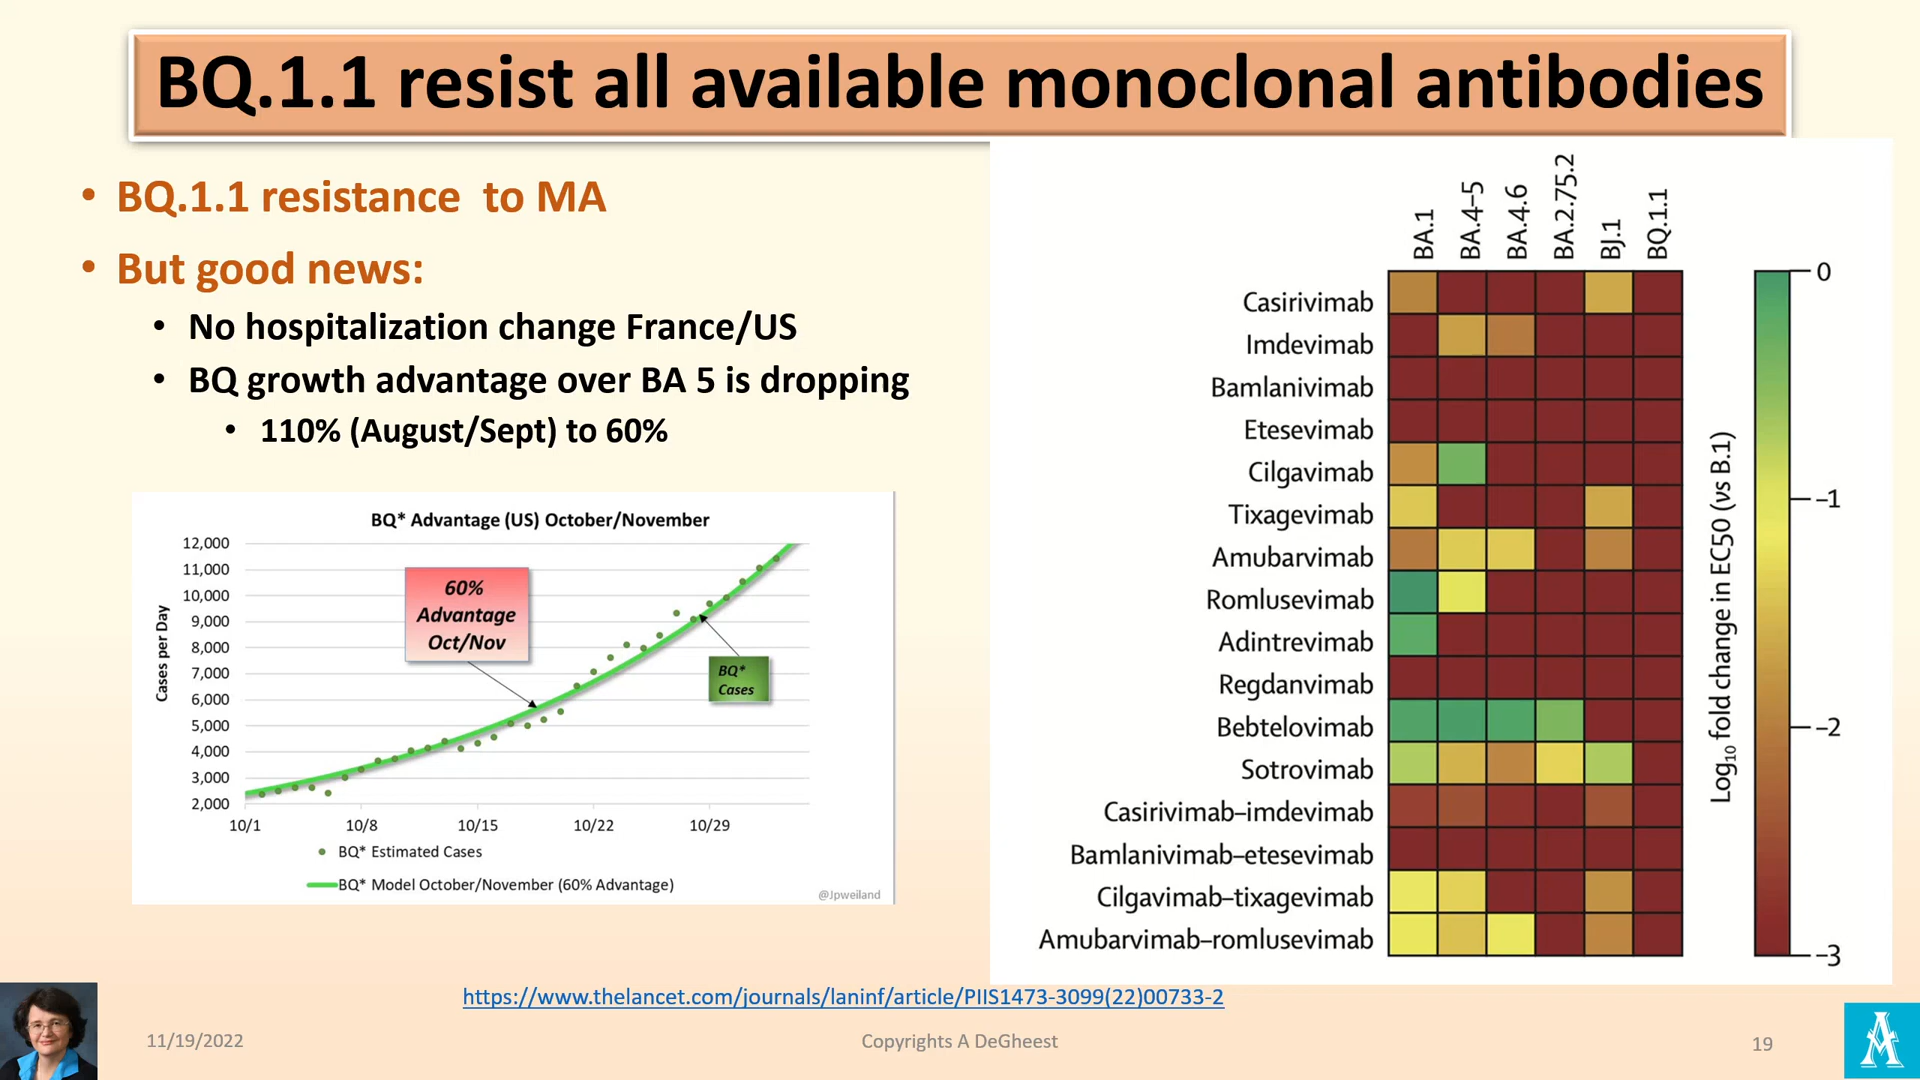 BQ.1.1 resist all available monoclonal antibodies
• BQ.1.1 resistance  to MA
• But good news:
• No hospitalization change France/US
• BQ growth advantage over BA 5 is dropping
• 110% (August/Sept) to 60%
BQ* Advantage (US) October/November
Cases per Day
12,000
11,000
10,000
9,000
8,000
7,000
6,000
5,000
4,000
3,000
2,000
60%
Advantage
Oct/Nov
BQ*
Cases
10/1 10/8 10/15 10/22 10/29
BQ* Estimated Cases
BQ* Model October/November (60% Advantage)
@Jpweiland
BA.1 BA.4–5 BA.4.6 BA.2.75.2 BJ.1 BQ.1.1
Casirivimab
Imdevimab
Bamlanivimab
Etesevimab
Cilgavimab
Tixagevimab
Amubarvimab
Romlusevimab
Adintrevimab
Regdanvimab
Bebtelovimab
Sotrovimab
Casirivimab–imdevimab
Bamlanivimab–etesevimab
Cilgavimab–tixagevimab
Amubarvimab–romlusevimab
Log₁₀ fold change in EC50 (vs B.1)
0
–1
–2
–3
https://www.thelancet.com/journals/laninf/article/PIIS1473-3099(22)00733-2
11/19/2022
Copyrights A DeGheest
19
A